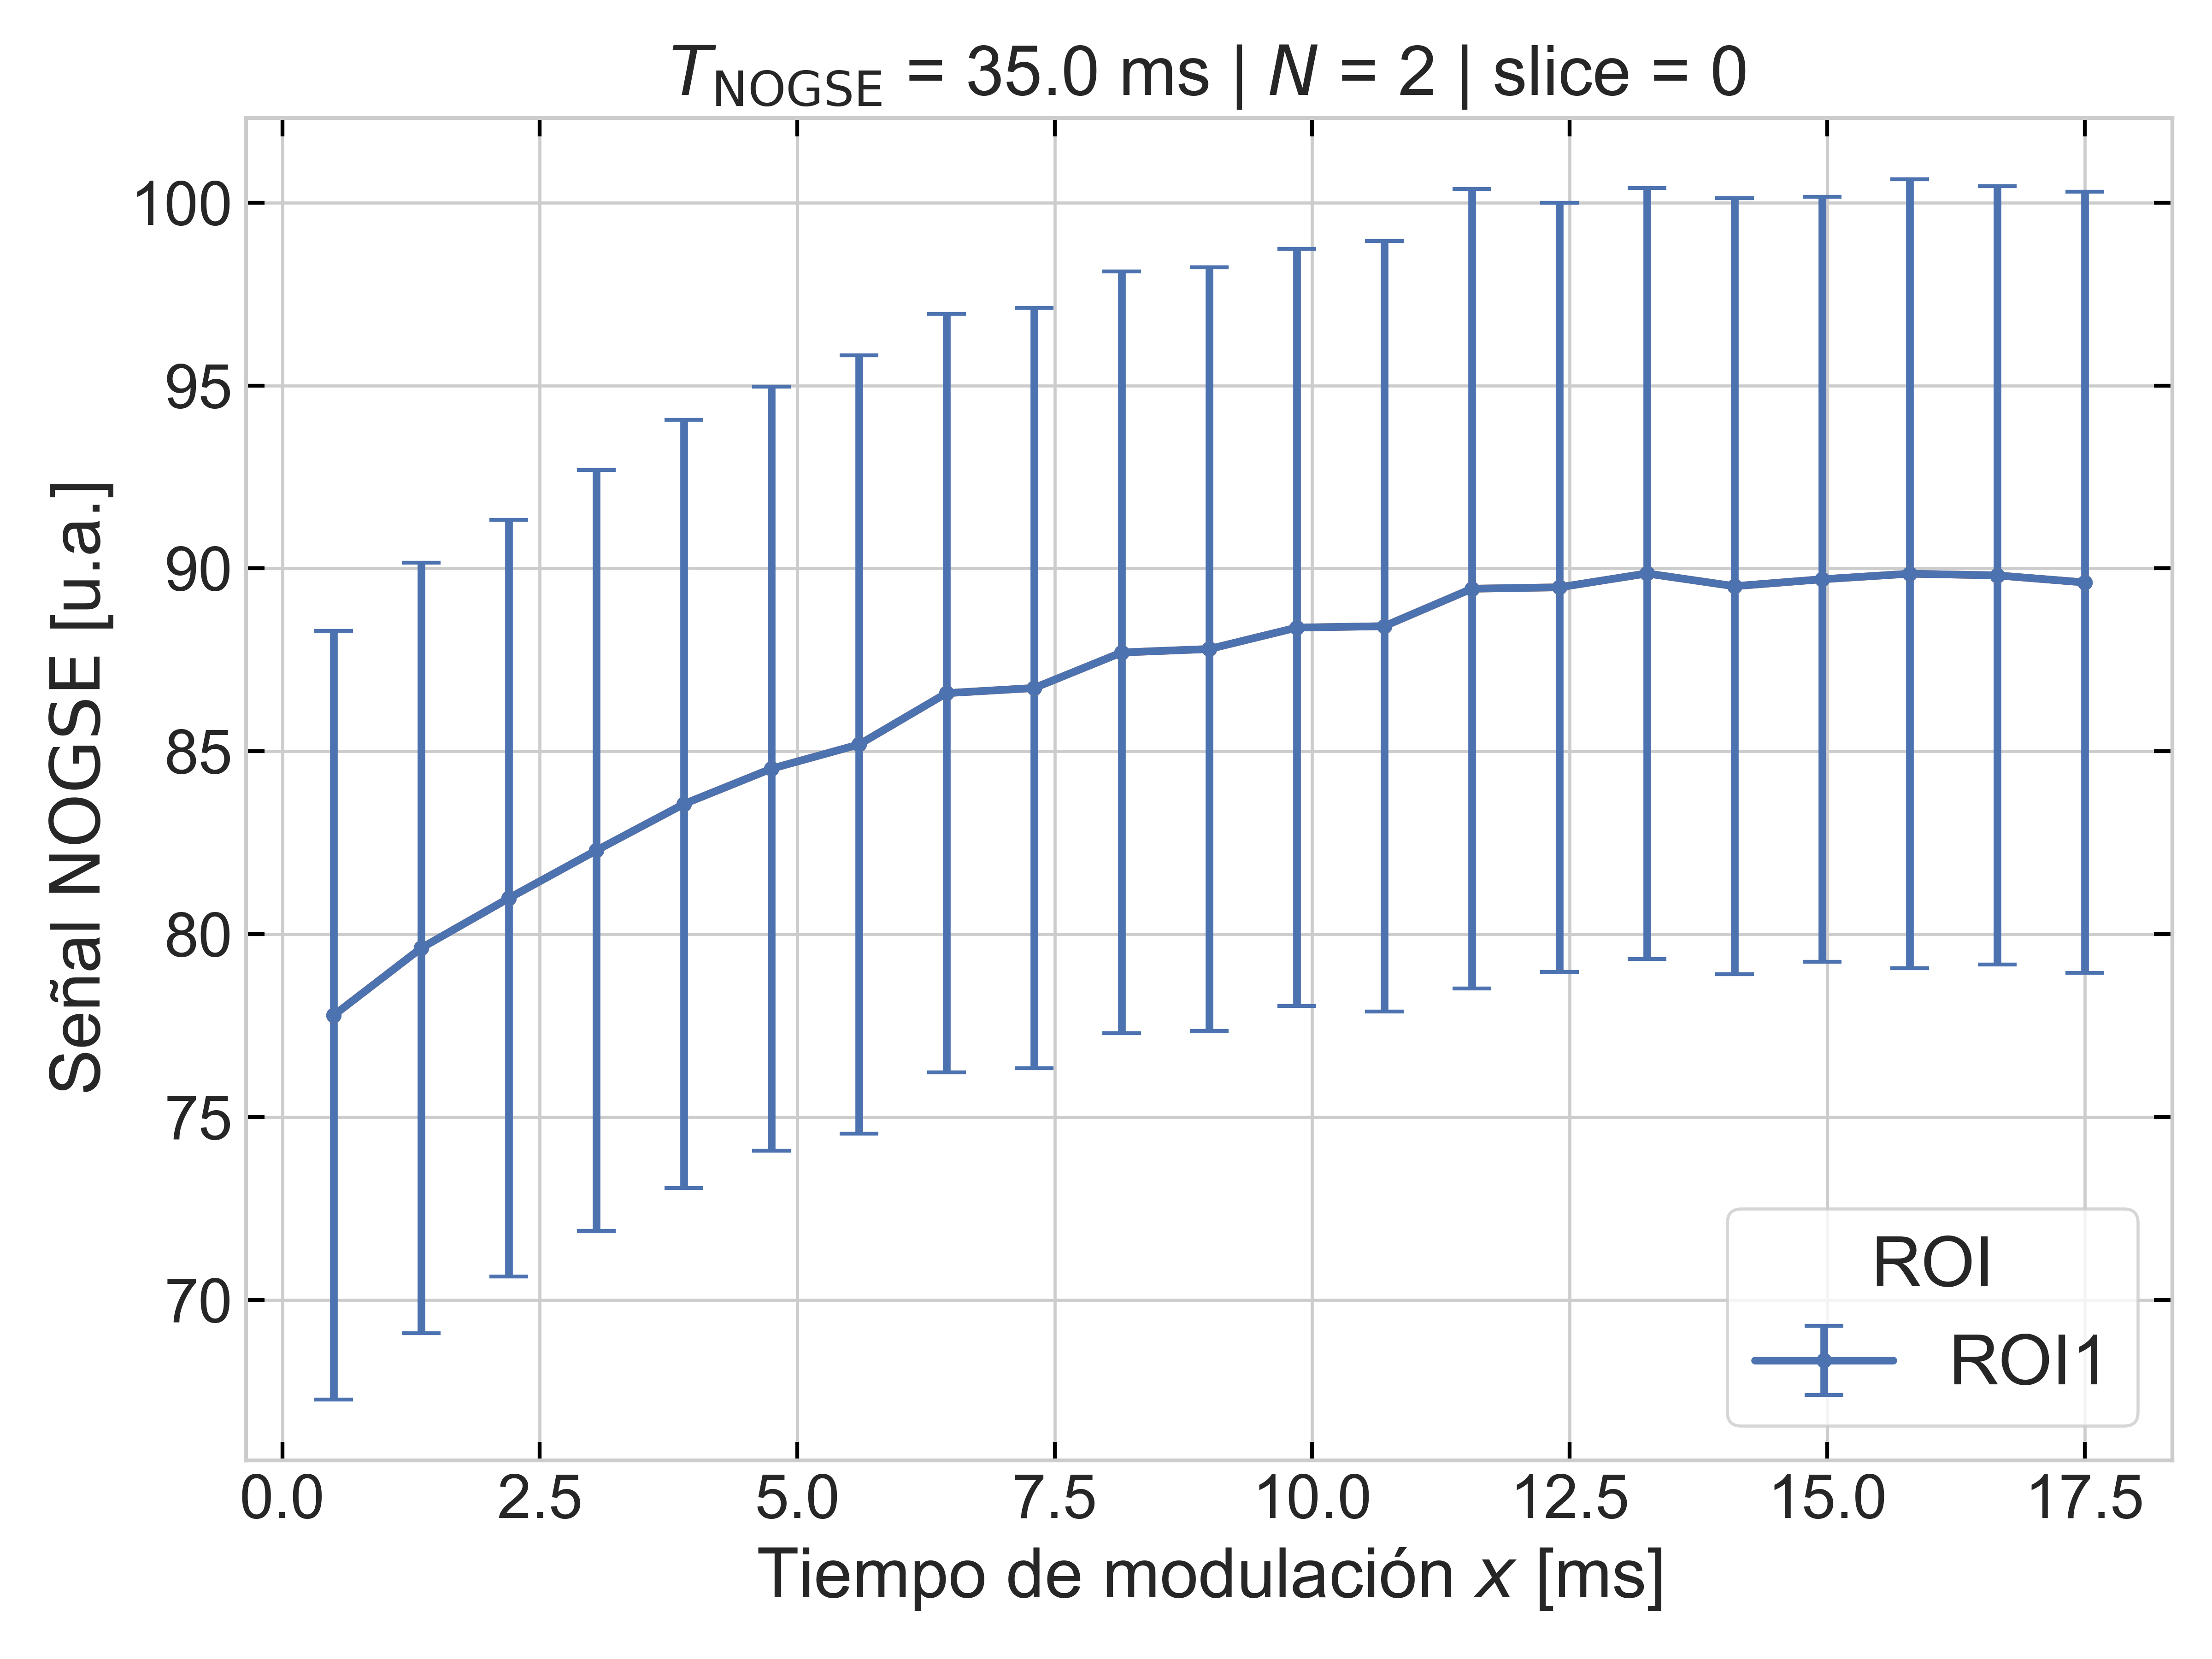 T_NOGSE = 35.0 ms | N = 2 | slice = 0
Señal NOGSE [u.a.]
100
95
90
85
80
75
70
ROI
ROI1
0.0 2.5 5.0 7.5 10.0 12.5 15.0 17.5
Tiempo de modulación x [ms]